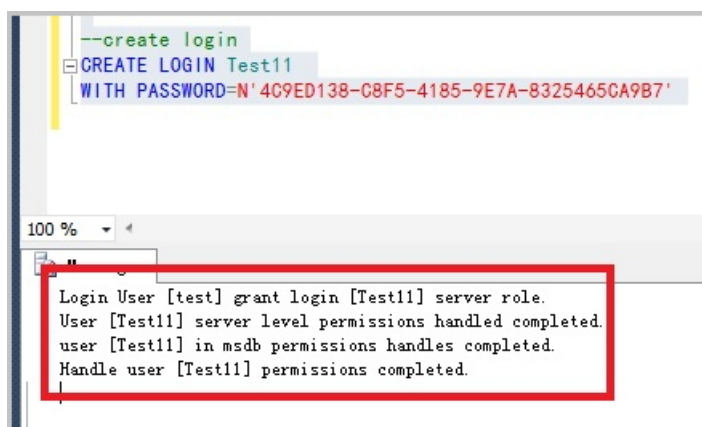 --create login
CREATE LOGIN Test11
WITH PASSWORD=N'4C9ED138-C8F5-4185-9E7A-8325465CA9B7'
100 %
Login User [test] grant login [Test11] server role.
User [Test11] server level permissions handled completed.
user [Test11] in msdb permissions handles completed.
Handle user [Test11] permissions completed.